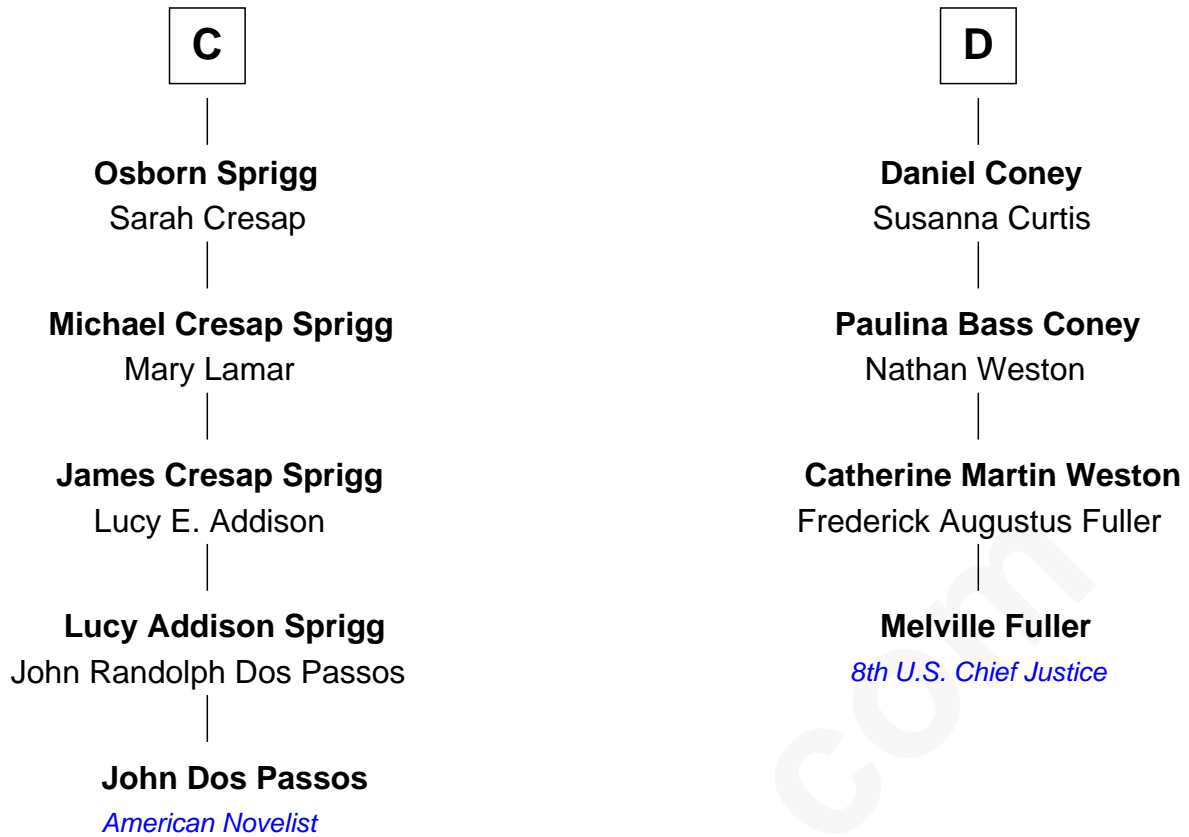 C
Osborn Sprigg
Sarah Cresap
Michael Cresap Sprigg
Mary Lamar
James Cresap Sprigg
Lucy E. Addison
Lucy Addison Sprigg
John Randolph Dos Passos
John Dos Passos
American Novelist
D
Daniel Coney
Susanna Curtis
Paulina Bass Coney
Nathan Weston
Catherine Martin Weston
Frederick Augustus Fuller
Melville Fuller
8th U.S. Chief Justice
com